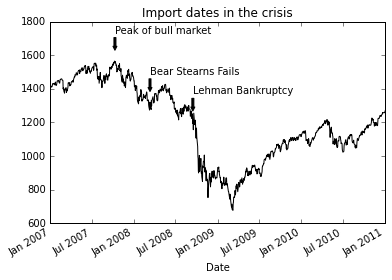 Import dates in the crisis
1800
Peak of bull market
1600
Bear Stearns Fails
1400
Lehman Bankruptcy
1200
1000
800
600
Jan 2007
Jul 2007
Jan 2008
Jul 2008
Jan 2009
Jul 2009
Jan 2010
Jul 2010
Jan 2011
Date